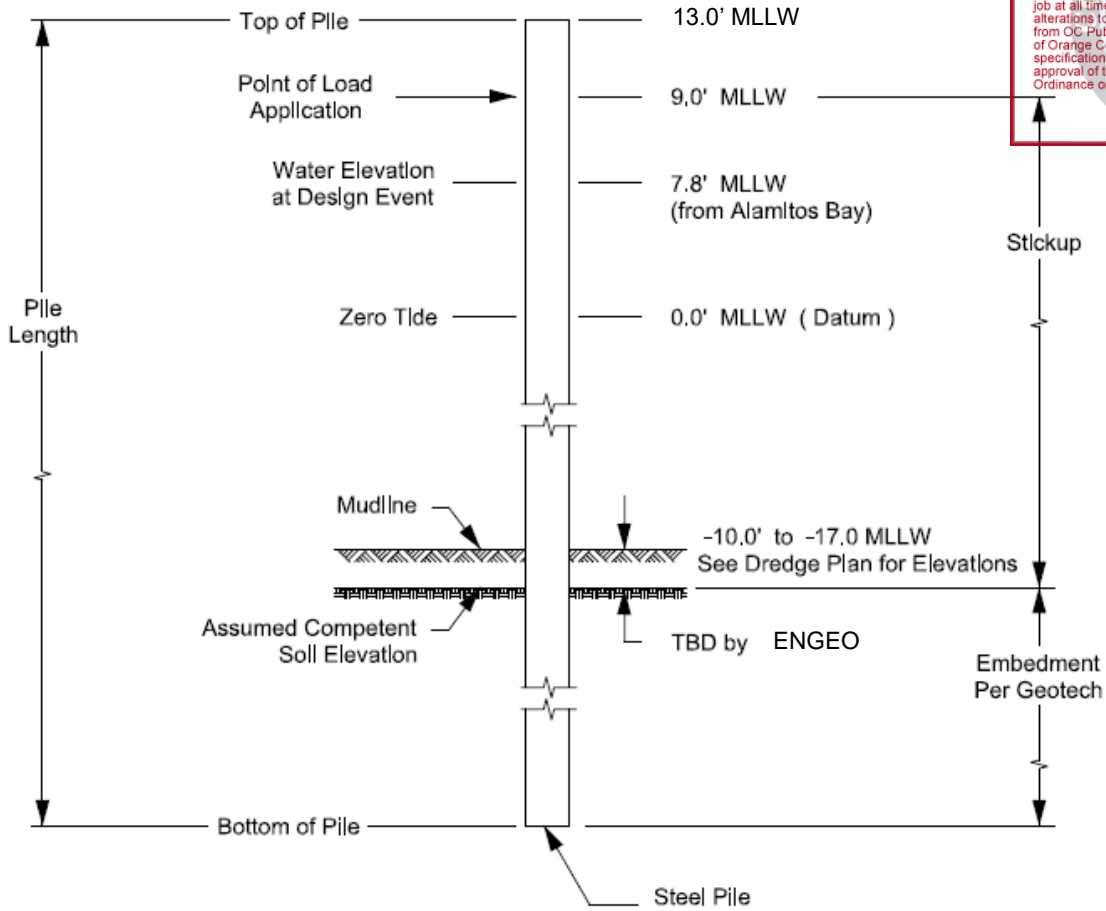 Top of Pile
13.0' MLLW
job at all time
alterations to
from OC Pub
of Orange C
specification
approval of t
Ordinance o
Point of Load
Application
9.0' MLLW
Water Elevation
at Design Event
7.8' MLLW
(from Alamitos Bay)
Stickup
Pile
Length
Zero Tide
0.0' MLLW ( Datum )
Mudline
-10.0' to -17.0 MLLW
See Dredge Plan for Elevations
Assumed Competent
Soil Elevation
TBD by ENGEO
Embedment
Per Geotech
Bottom of Pile
Steel Pile